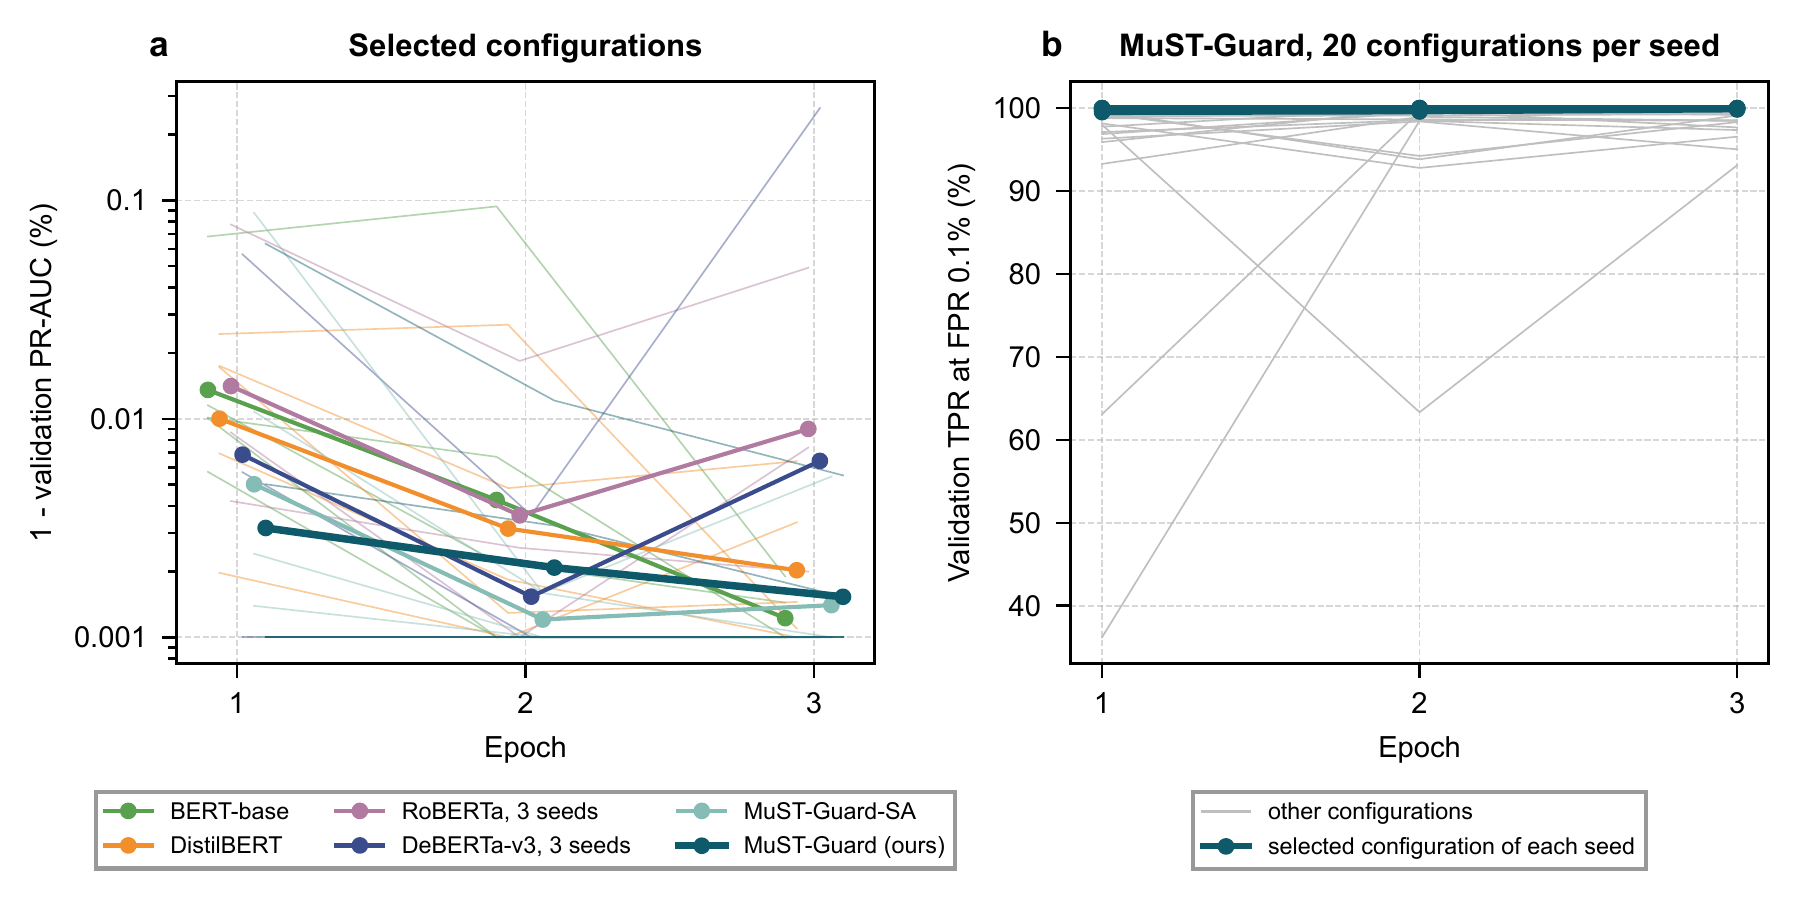 a
Selected configurations
1 - validation PR-AUC (%)
0.1
0.01
0.001
1 2 3
Epoch
BERT-base
RoBERTa, 3 seeds
MuST-Guard-SA
DistilBERT
DeBERTa-v3, 3 seeds
MuST-Guard (ours)
b
MuST-Guard, 20 configurations per seed
Validation TPR at FPR 0.1% (%)
100
90
80
70
60
50
40
1 2 3
Epoch
other configurations
selected configuration of each seed